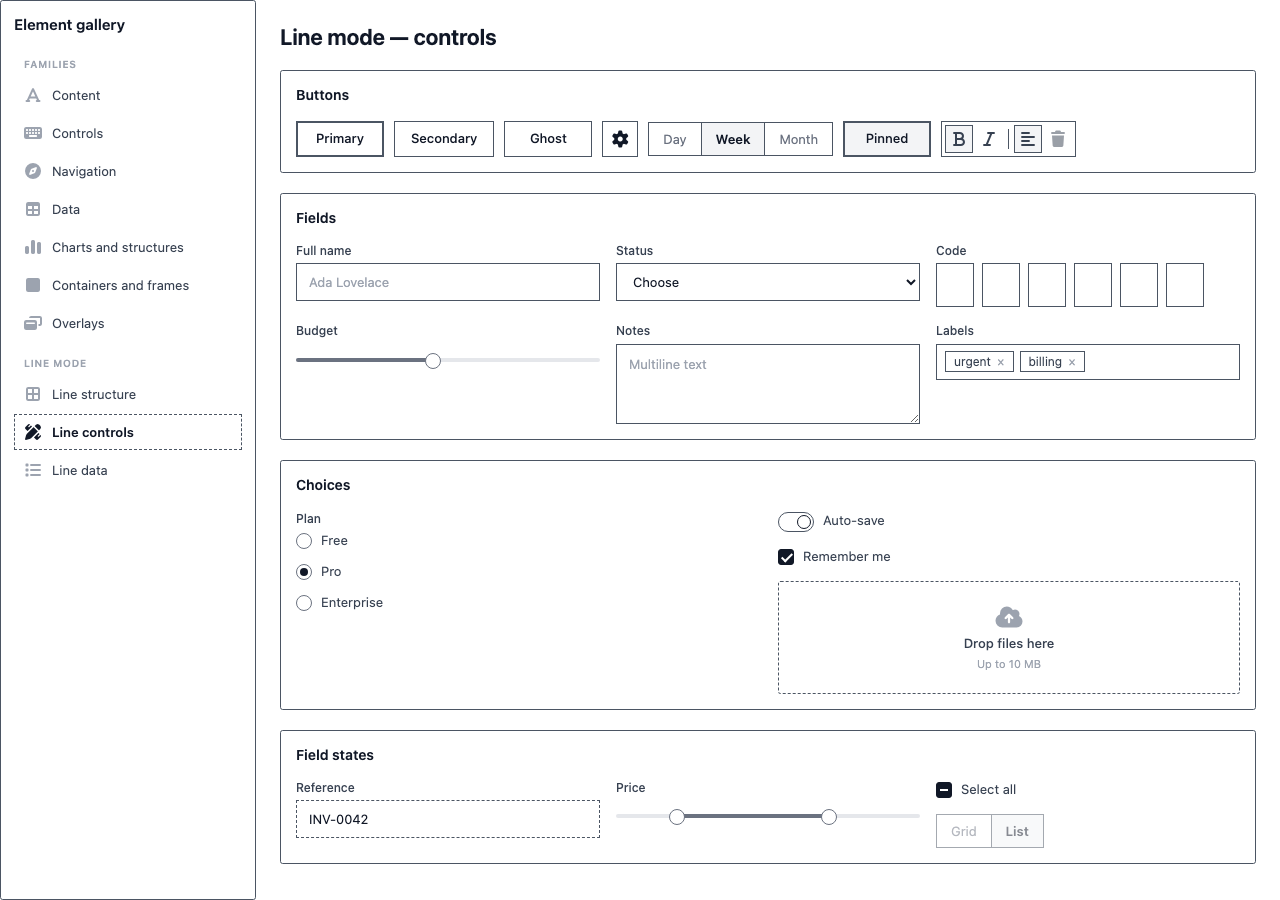 Element gallery
FAMILIES
Content
Controls
Navigation
Data
Charts and structures
Containers and frames
Overlays
LINE MODE
Line structure
Line controls
Line data
Line mode — controls
Buttons
Primary Secondary Ghost Day Week Month Pinned B I
Fields
Full name Status Code
Ada Lovelace Choose
Budget Notes Labels
Multiline text urgent × billing ×
Choices
Plan
Free
Pro
Enterprise
Auto-save
Remember me
Drop files here
Up to 10 MB
Field states
Reference Price Select all
INV-0042
Grid List